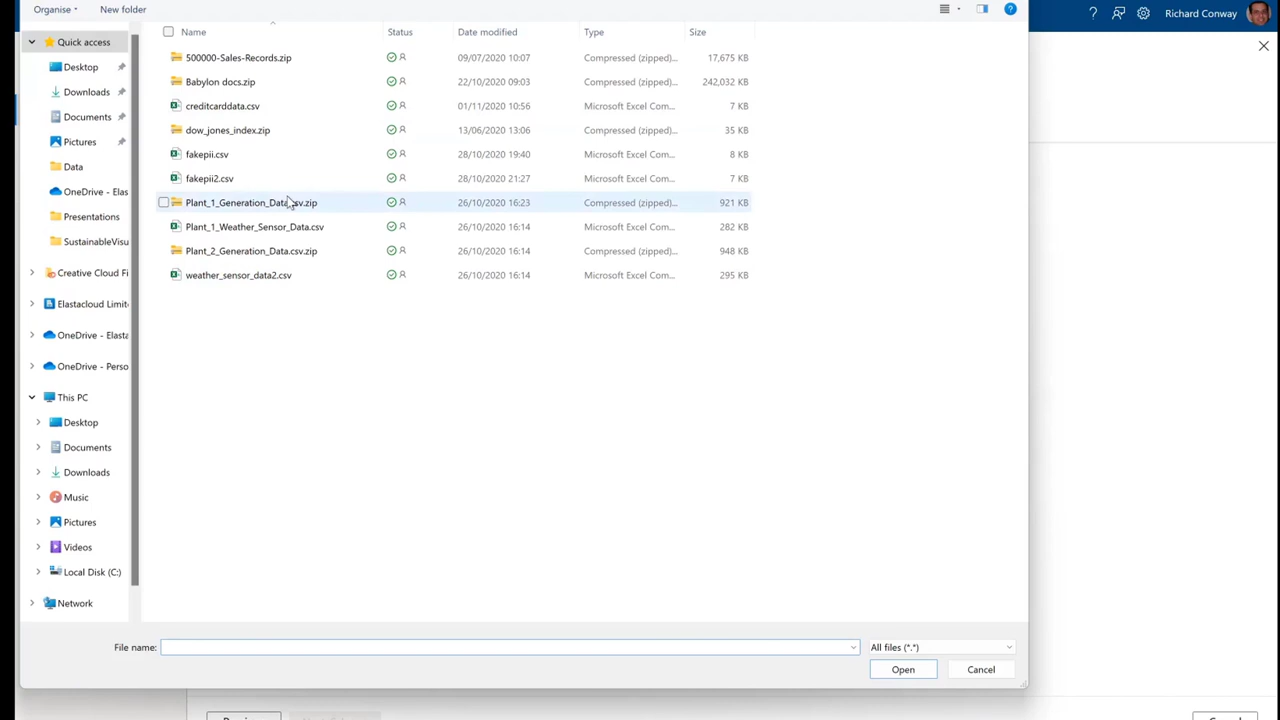 Organise New folder Richard Conway
Name Status Date modified Type Size
Quick access
Desktop
Downloads
Documents
Pictures
Data
OneDrive - Elas
Presentations
SustainableVisu
Creative Cloud Fi
Elastacloud Limit
OneDrive - Elasta
OneDrive - Perso
This PC
Desktop
Documents
Downloads
Music
Pictures
Videos
Local Disk (C:)
Network
500000-Sales-Records.zip 09/07/2020 10:07 Compressed (zipped)... 17,675 KB
Babylon docs.zip 22/10/2020 09:03 Compressed (zipped)... 242,032 KB
creditcarddata.csv 01/11/2020 10:56 Microsoft Excel Com... 7 KB
dow_jones_index.zip 13/06/2020 13:06 Compressed (zipped)... 35 KB
fakepii.csv 28/10/2020 19:40 Microsoft Excel Com... 8 KB
fakepii2.csv 28/10/2020 21:27 Microsoft Excel Com... 7 KB
Plant_1_Generation_Data.csv.zip 26/10/2020 16:23 Compressed (zipped)... 921 KB
Plant_1_Weather_Sensor_Data.csv 26/10/2020 16:14 Microsoft Excel Com... 282 KB
Plant_2_Generation_Data.csv.zip 26/10/2020 16:14 Compressed (zipped)... 948 KB
weather_sensor_data2.csv 26/10/2020 16:14 Microsoft Excel Com... 295 KB
File name: All files (*.*)
Open Cancel